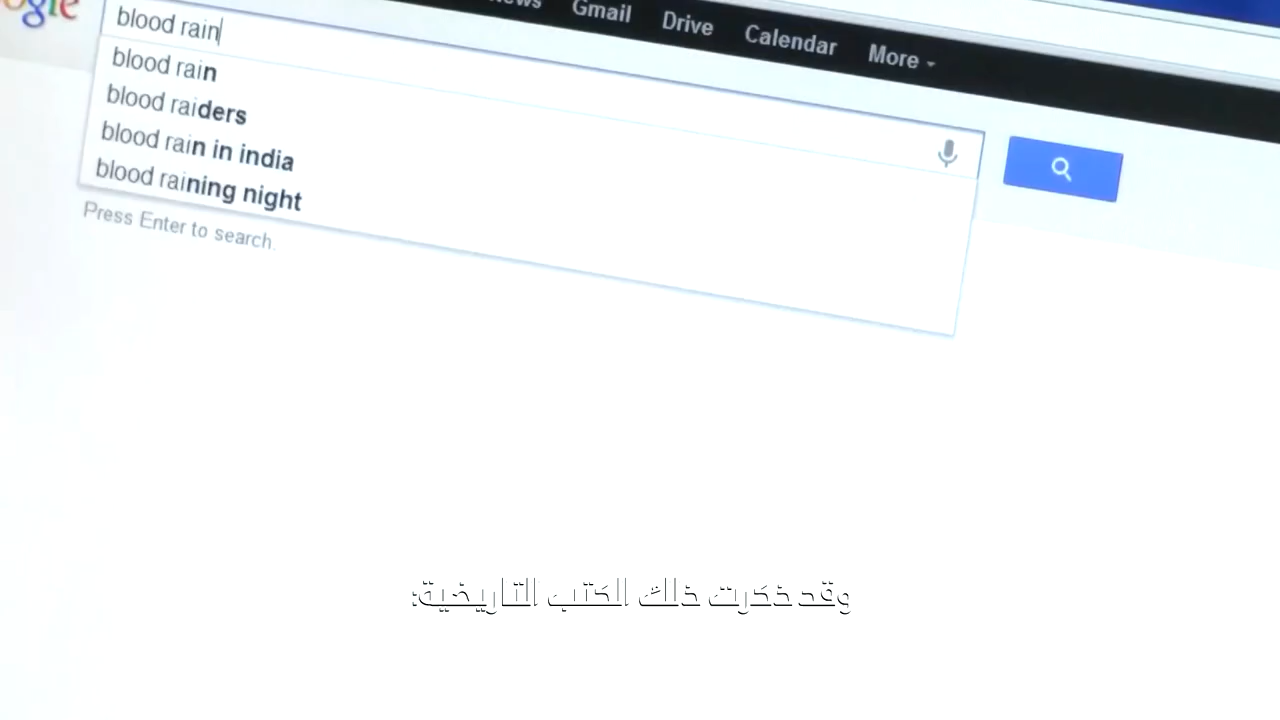 News Gmail Drive Calendar More
blood rain
blood rain
blood raiders
blood rain in india
blood raining night
Press Enter to search.
وقد ذكرت ذلك الكتب التاريخية؛